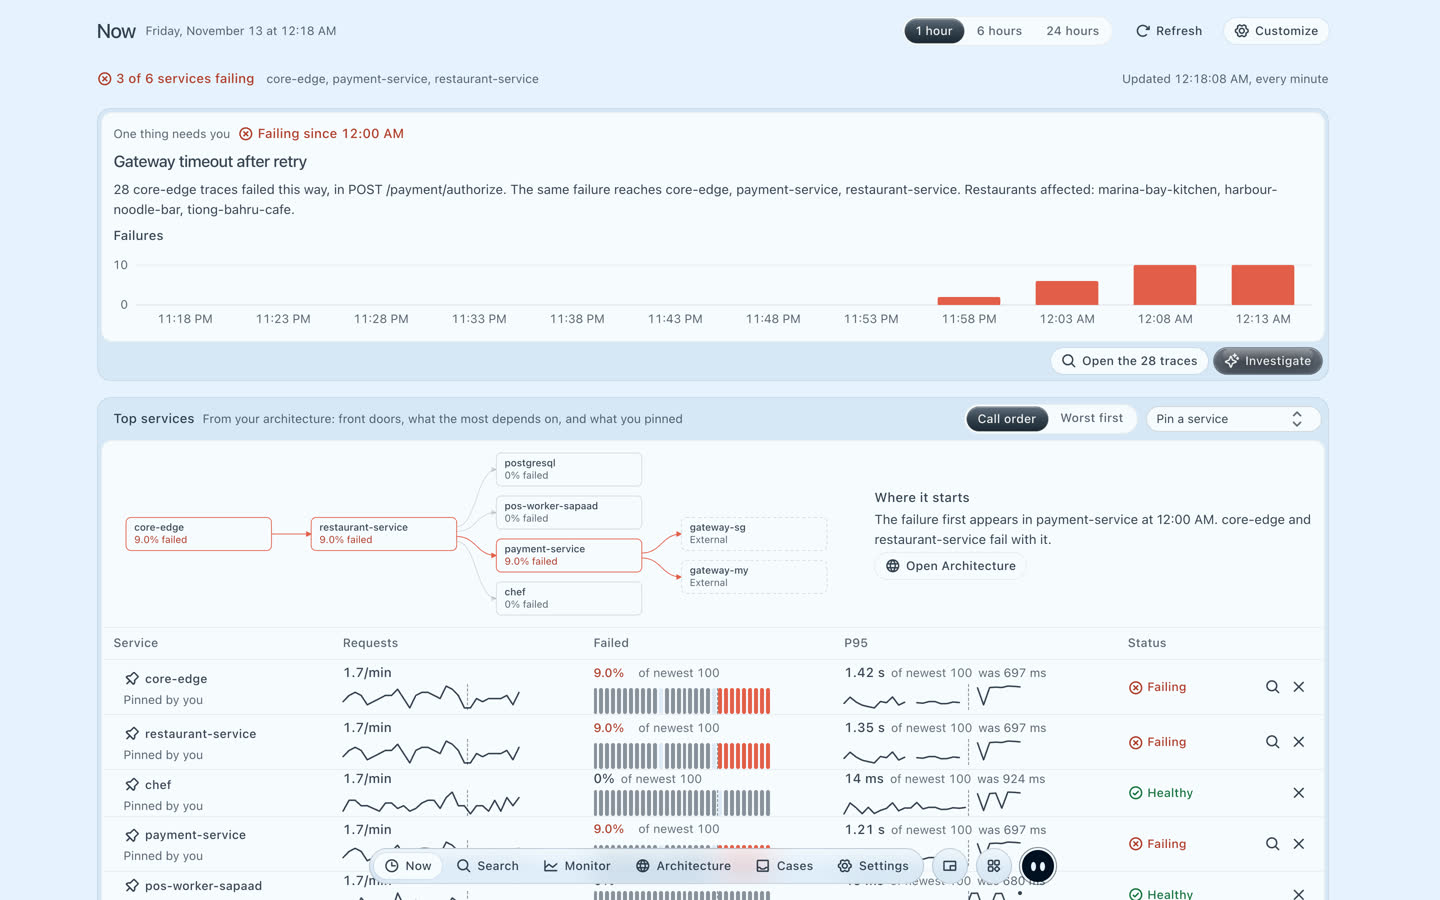 Now Friday, November 13 at 12:18 AM
1 hour 6 hours 24 hours Refresh Customize
3 of 6 services failing core-edge, payment-service, restaurant-service
Updated 12:18:08 AM, every minute
One thing needs you Failing since 12:00 AM
Gateway timeout after retry
28 core-edge traces failed this way, in POST /payment/authorize. The same failure reaches core-edge, payment-service, restaurant-service. Restaurants affected: marina-bay-kitchen, harbour-
noodle-bar, tiong-bahru-cafe.
Failures
10
0
11:18 PM 11:23 PM 11:28 PM 11:33 PM 11:38 PM 11:43 PM 11:48 PM 11:53 PM 11:58 PM 12:03 AM 12:08 AM 12:13 AM
Open the 28 traces Investigate
Top services From your architecture: front doors, what the most depends on, and what you pinned
Call order Worst first Pin a service
core-edge
9.0% failed
restaurant-service
9.0% failed
postgresql
0% failed
pos-worker-sapaad
0% failed
payment-service
9.0% failed
chef
0% failed
gateway-sg
External
gateway-my
External
Where it starts
The failure first appears in payment-service at 12:00 AM. core-edge and
restaurant-service fail with it.
Open Architecture
Service Requests Failed P95 Status
core-edge
Pinned by you
1.7/min
9.0% of newest 100
1.42 s of newest 100 was 697 ms
Failing
restaurant-service
Pinned by you
1.7/min
9.0% of newest 100
1.35 s of newest 100 was 697 ms
Failing
chef
Pinned by you
1.7/min
0% of newest 100
14 ms of newest 100 was 924 ms
Healthy
payment-service
Pinned by you
1.7/min
9.0% of newest 100
1.21 s of newest 100 was 697 ms
Failing
pos-worker-sapaad
1.7/min
was 680 ms
Healthy
Now Search Monitor Architecture Cases Settings